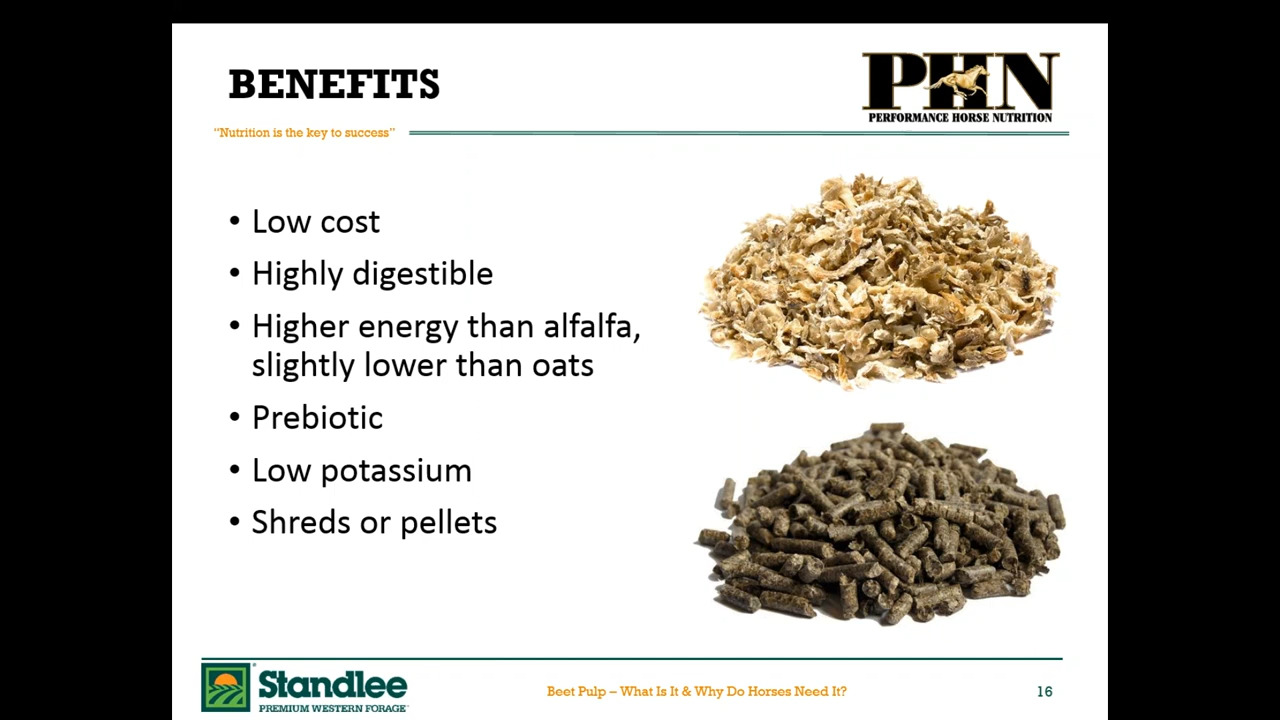 BENEFITS
PHN
PERFORMANCE HORSE NUTRITION
“Nutrition is the key to success”
• Low cost
• Highly digestible
• Higher energy than alfalfa,
slightly lower than oats
• Prebiotic
• Low potassium
• Shreds or pellets
Standlee
PREMIUM WESTERN FORAGE
Beet Pulp – What Is It & Why Do Horses Need It?
16